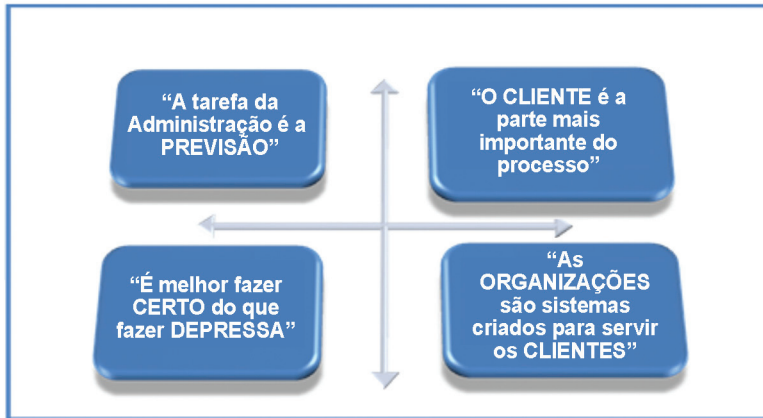 “A tarefa da
Administração é a
PREVISÃO”
“O CLIENTE é a
parte mais
importante do
processo”
“É melhor fazer
CERTO do que
fazer DEPRESSA”
“As
ORGANIZAÇÕES
são sistemas
criados para servir
os CLIENTES”